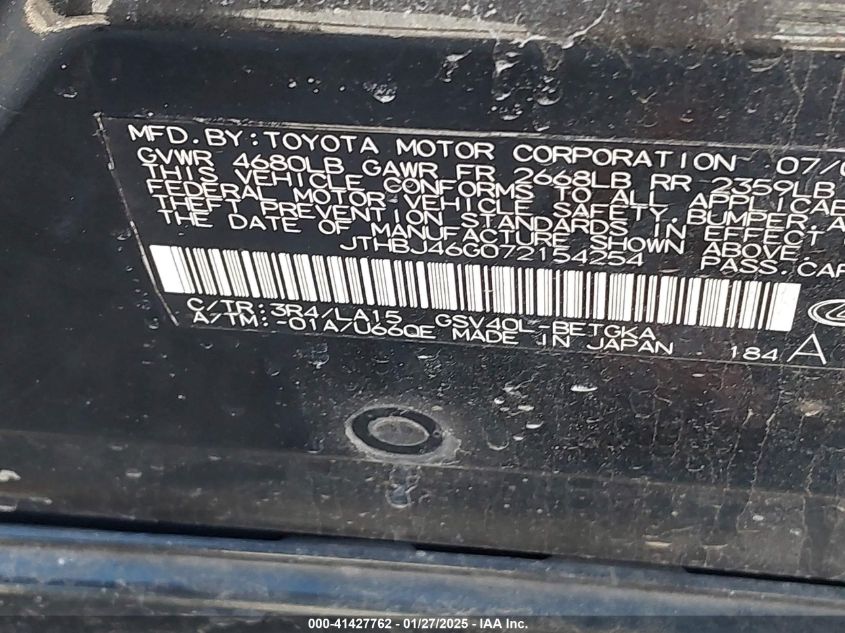 MFD. BY: TOYOTA MOTOR CORPORATION 07/0
GVWR 4680LB GAWR FR 2668LB RR 2359LB
THIS VEHICLE CONFORMS TO ALL APPLICAB
FEDERAL MOTOR VEHICLE SAFETY, BUMPER, A
THEFT PREVENTION STANDARDS IN EFFECT
THE DATE OF MANUFACTURE SHOWN ABOVE.
JTHBJ46G072154254 PASS. CAR
C/TR: 3R4/LA15 GSV40L-BETGKA
A/TM: -01A/U660E MADE IN JAPAN 184 A
000-41427762 - 01/27/2025 - IAA Inc.